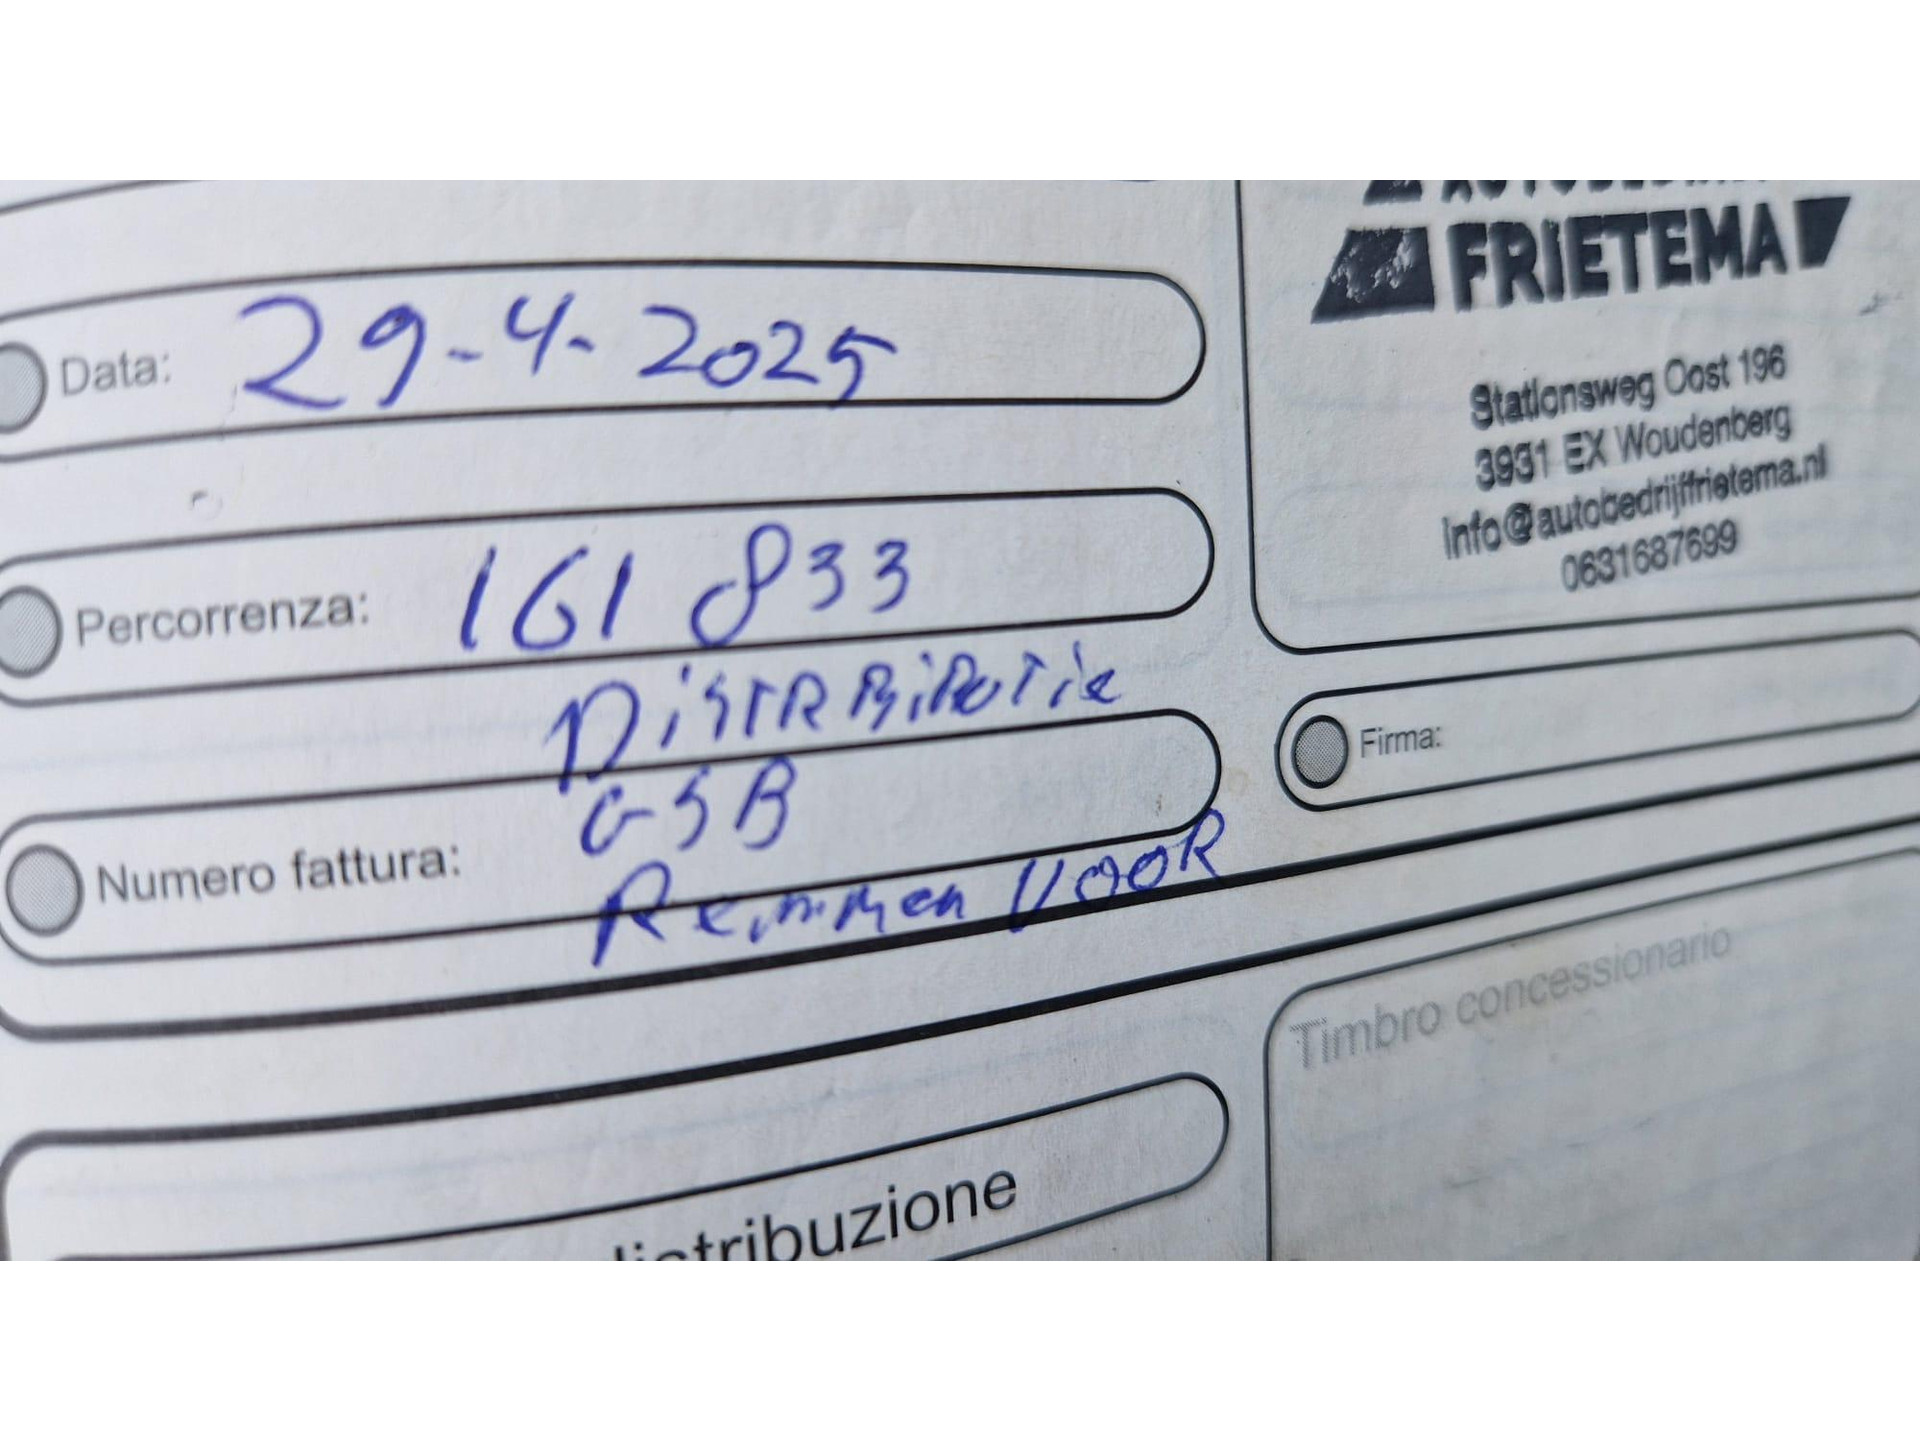 FRIETEMA
Stationsweg Oost 196
3931 EX Woudenberg
info@autobedrijffrietema.nl
0631687699
Data: 29-4-2025
Percorrenza: 161 833
Distributie
GSB
Numero fattura:
Remmen VOOR
Firma:
Timbro concessionario
distribuzione